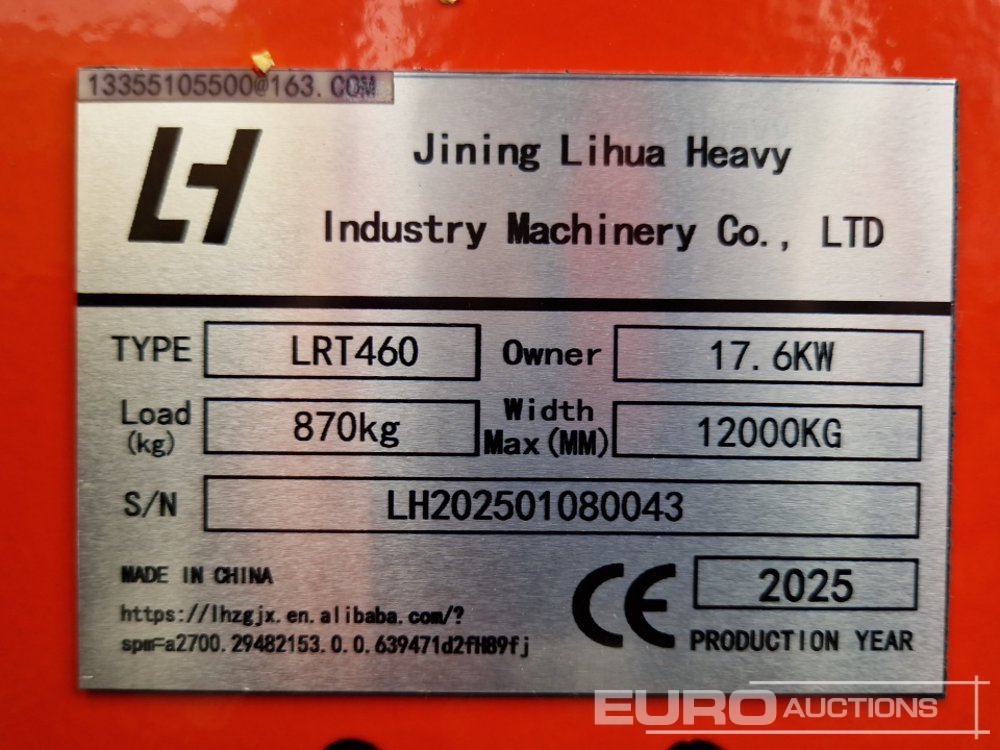 13355105500@163.COM
LH
Jining Lihua Heavy
Industry Machinery Co., LTD
TYPE LRT460 Owner 17.6KW
Load (kg) 870kg Width Max(MM) 12000KG
S/N LH202501080043
MADE IN CHINA
https://lhzgjx.en.alibaba.com/?
spm=a2700.29482153.0.0.639471d2fH89fj
CE 2025
PRODUCTION YEAR
EURO AUCTIONS